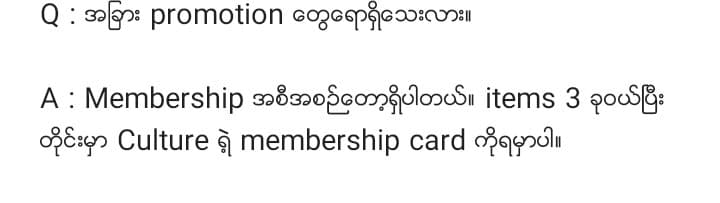 Q : အခြား promotion တွေရောရှိသေးလား။
A : Membership အစီအစဉ်တော့ရှိပါတယ်။ items 3 ခုဝယ်ပြီး
တိုင်းမှာ Culture ရဲ့ membership card ကိုရမှာပါ။